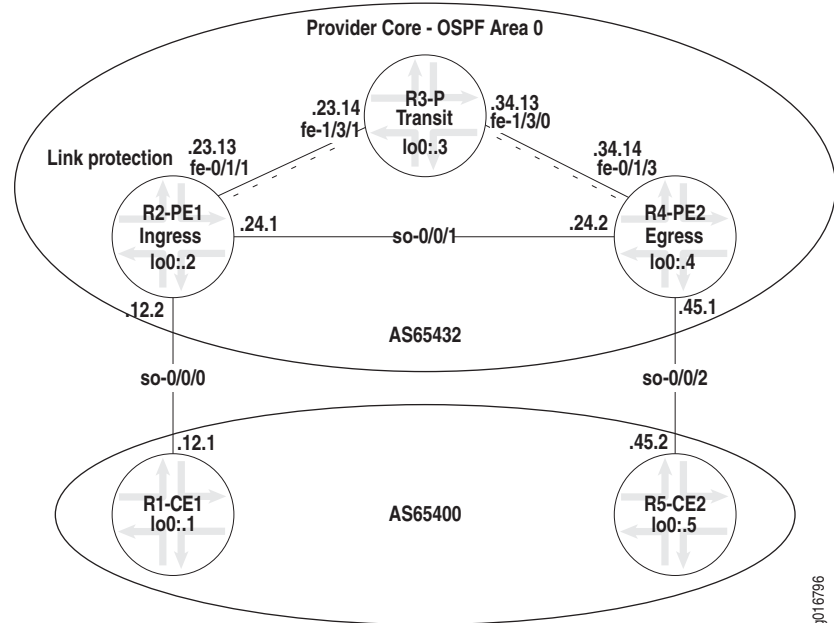 Provider Core - OSPF Area 0
R3-P
Transit
lo0:.3
.23.14
fe-1/3/1
.34.13
fe-1/3/0
Link protection
.23.13
fe-0/1/1
.34.14
fe-0/1/3
R2-PE1
Ingress
lo0:.2
.24.1
so-0/0/1
.24.2
R4-PE2
Egress
lo0:.4
.12.2
.45.1
AS65432
so-0/0/0
so-0/0/2
.12.1
.45.2
R1-CE1
lo0:.1
AS65400
R5-CE2
lo0:.5
g016796